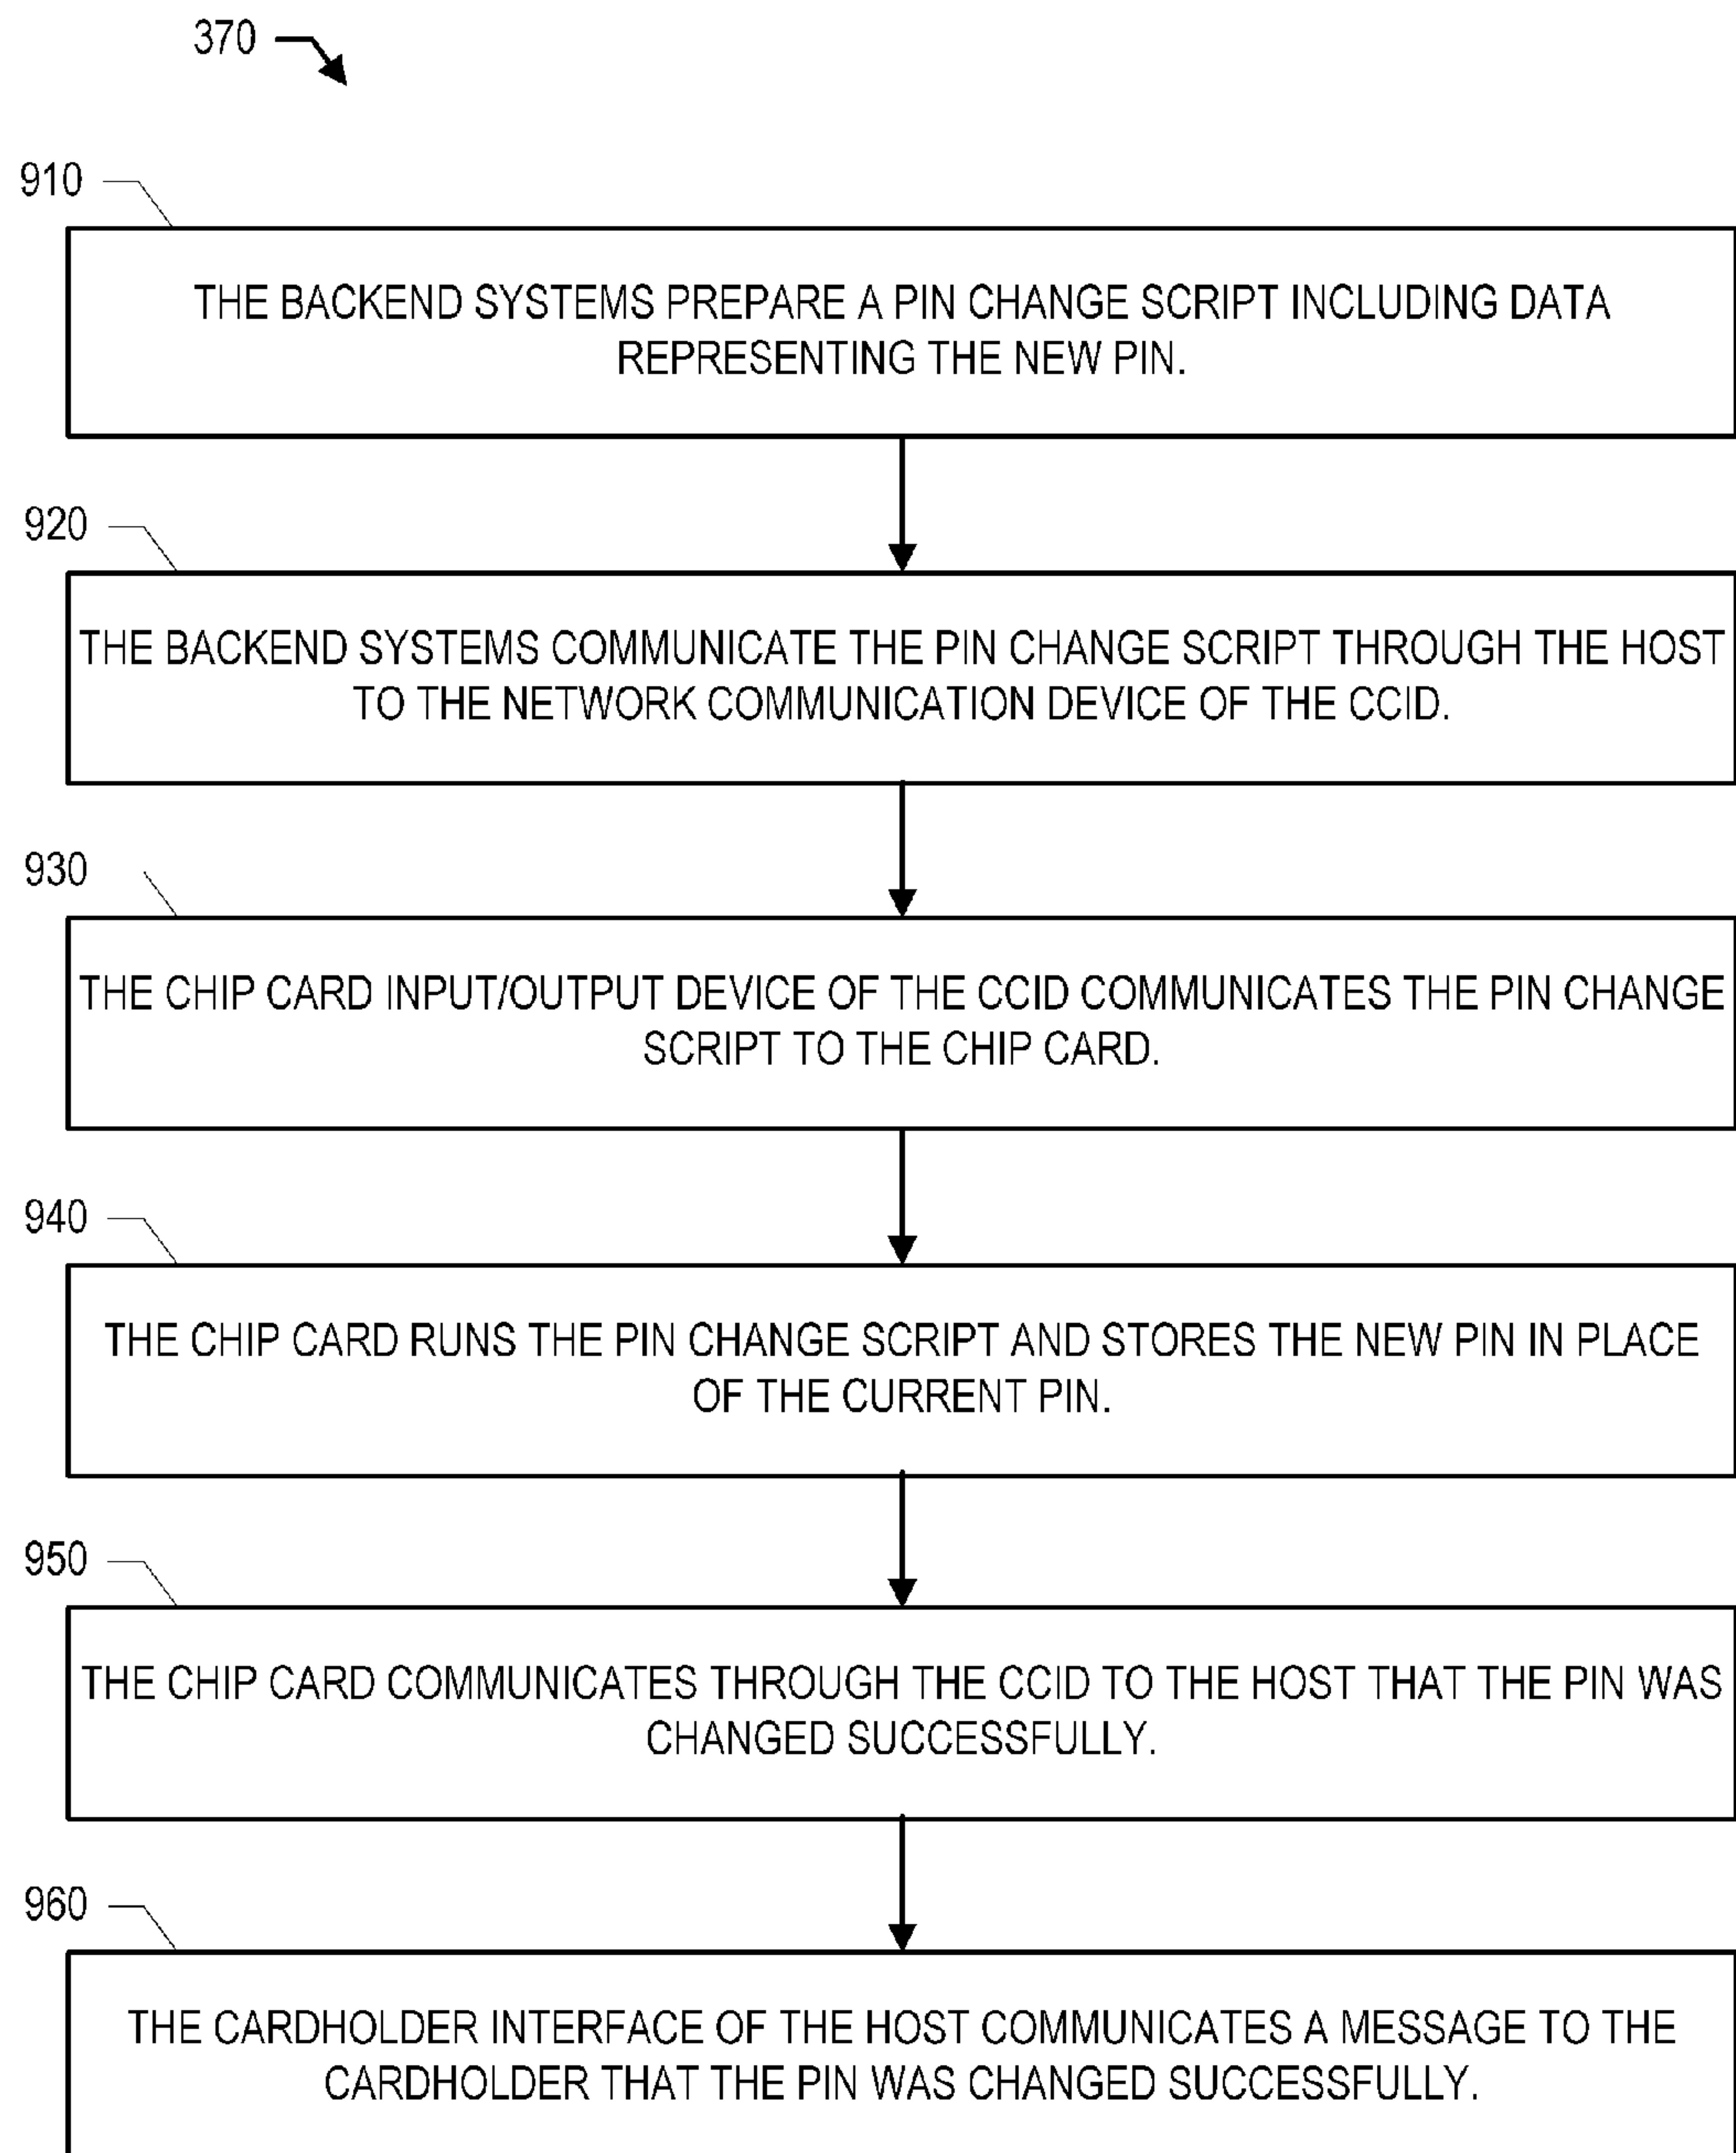 370
910
THE BACKEND SYSTEMS PREPARE A PIN CHANGE SCRIPT INCLUDING DATA
REPRESENTING THE NEW PIN.
920
THE BACKEND SYSTEMS COMMUNICATE THE PIN CHANGE SCRIPT THROUGH THE HOST
TO THE NETWORK COMMUNICATION DEVICE OF THE CCID.
930
THE CHIP CARD INPUT/OUTPUT DEVICE OF THE CCID COMMUNICATES THE PIN CHANGE
SCRIPT TO THE CHIP CARD.
940
THE CHIP CARD RUNS THE PIN CHANGE SCRIPT AND STORES THE NEW PIN IN PLACE
OF THE CURRENT PIN.
950
THE CHIP CARD COMMUNICATES THROUGH THE CCID TO THE HOST THAT THE PIN WAS
CHANGED SUCCESSFULLY.
960
THE CARDHOLDER INTERFACE OF THE HOST COMMUNICATES A MESSAGE TO THE
CARDHOLDER THAT THE PIN WAS CHANGED SUCCESSFULLY.